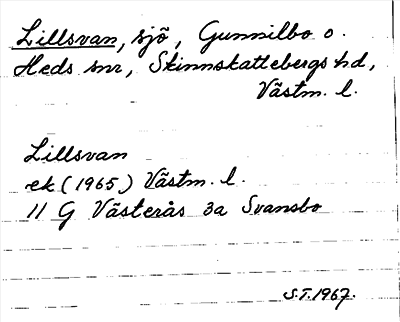 Lillsvan, sjö, Gunnilbo o.
Heds snr, Skinnskattebergs hd,
Västm. l.
Lillsvan
ek (1965) Västm. l.
11 G Västerås 3a Svansbo
S.T. 1967.